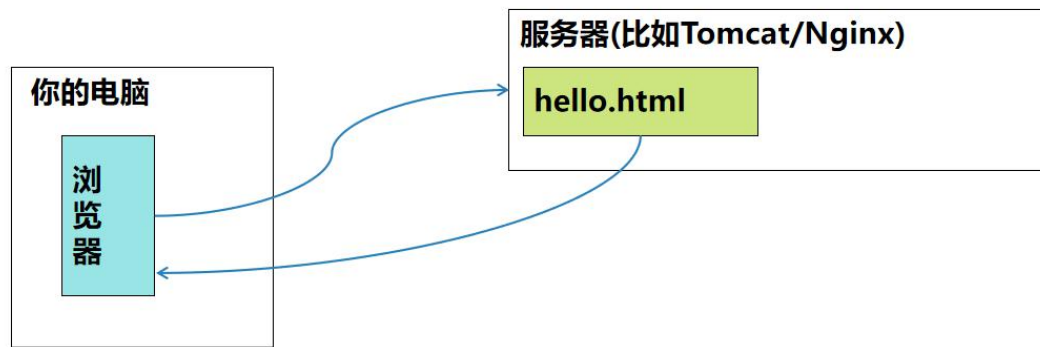 服务器(比如Tomcat/Nginx)
你的电脑
hello.html
浏
览
器